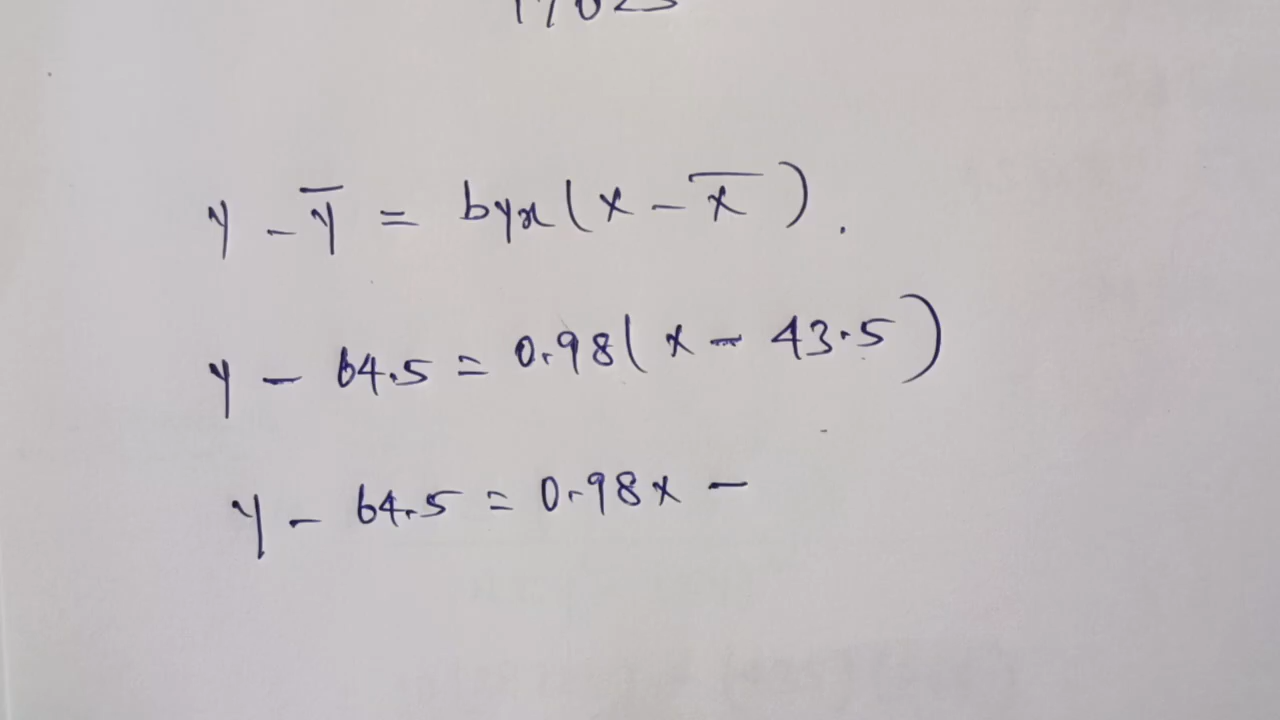 y - y̅ = byx(x - x̅).
y - 64.5 = 0.98(x - 43.5)
y - 64.5 = 0.98x -